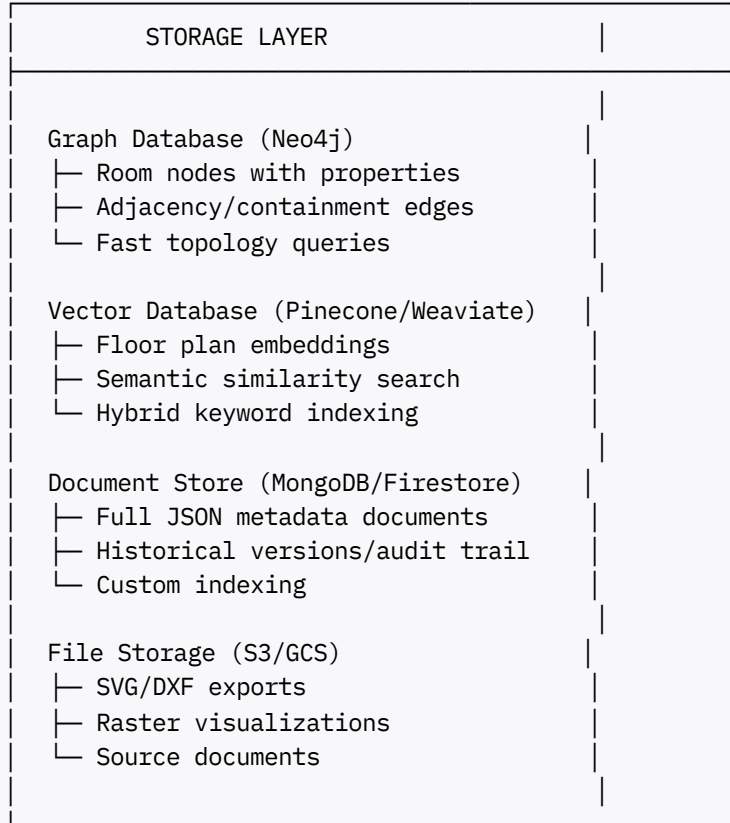 STORAGE LAYER
Graph Database (Neo4j)
├─ Room nodes with properties
├─ Adjacency/containment edges
└─ Fast topology queries
Vector Database (Pinecone/Weaviate)
├─ Floor plan embeddings
├─ Semantic similarity search
└─ Hybrid keyword indexing
Document Store (MongoDB/Firestore)
├─ Full JSON metadata documents
├─ Historical versions/audit trail
└─ Custom indexing
File Storage (S3/GCS)
├─ SVG/DXF exports
├─ Raster visualizations
└─ Source documents